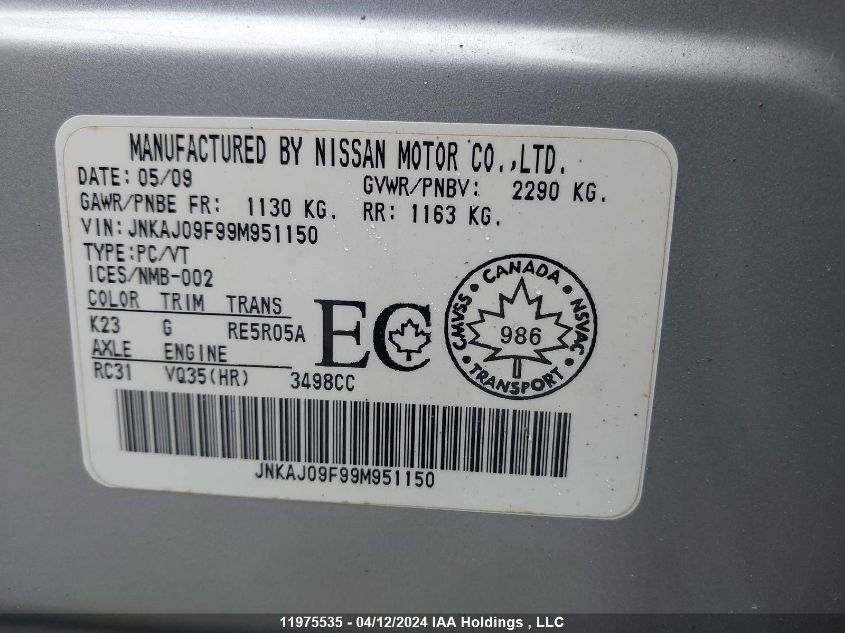 MANUFACTURED BY NISSAN MOTOR CO.,LTD.
DATE: 05/09 GVWR/PNBV: 2290 KG.
GAWR/PNBE FR: 1130 KG. RR: 1163 KG.
VIN: JNKAJ09F99M951150
TYPE:PC/VT
ICES/NMB-002
COLOR TRIM TRANS
K23 G RE5R05A
AXLE ENGINE
RC31 VQ35(HR) 3498CC
EC
CANADA
CMVSS 986 NSVAC
TRANSPORT
JNKAJ09F99M951150
11975535 - 04/12/2024 IAA Holdings , LLC